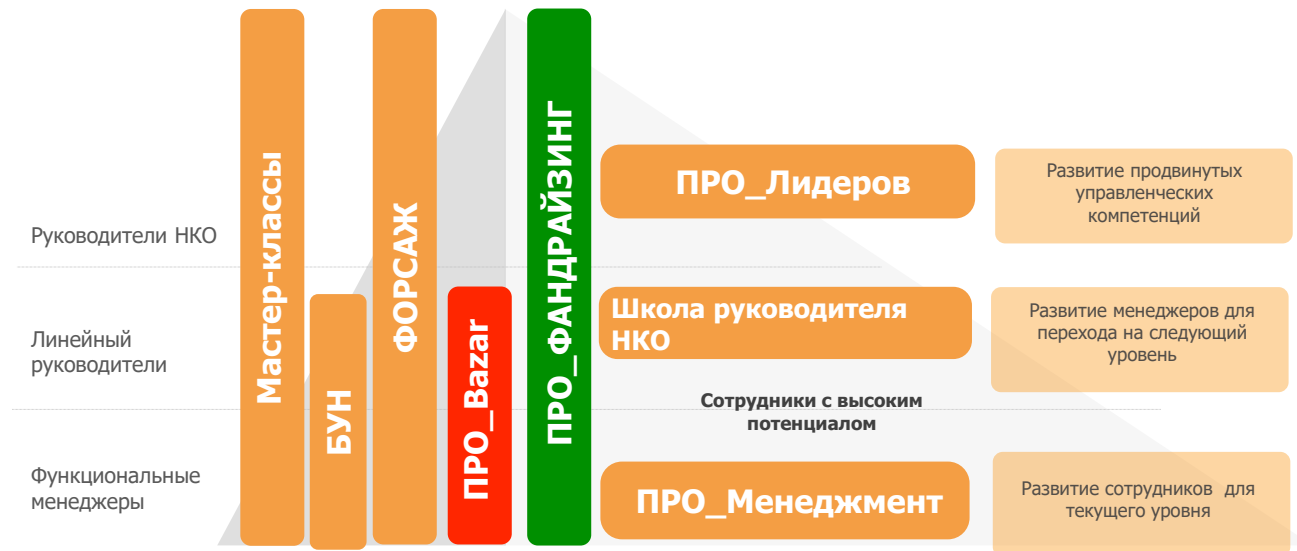 Руководители НКО
Линейный
руководители
Функциональные
менеджеры
Мастер-классы
БУН
ФОРСАЖ
ПРО_Bazar
ПРО_ФАНДРАЙЗИНГ
ПРО_Лидеров
Развитие продвинутых
управленческих
компетенций
Школа руководителя
НКО
Развитие менеджеров для
перехода на следующий
уровень
Сотрудники с высоким
потенциалом
ПРО_Менеджмент
Развитие сотрудников для
текущего уровня